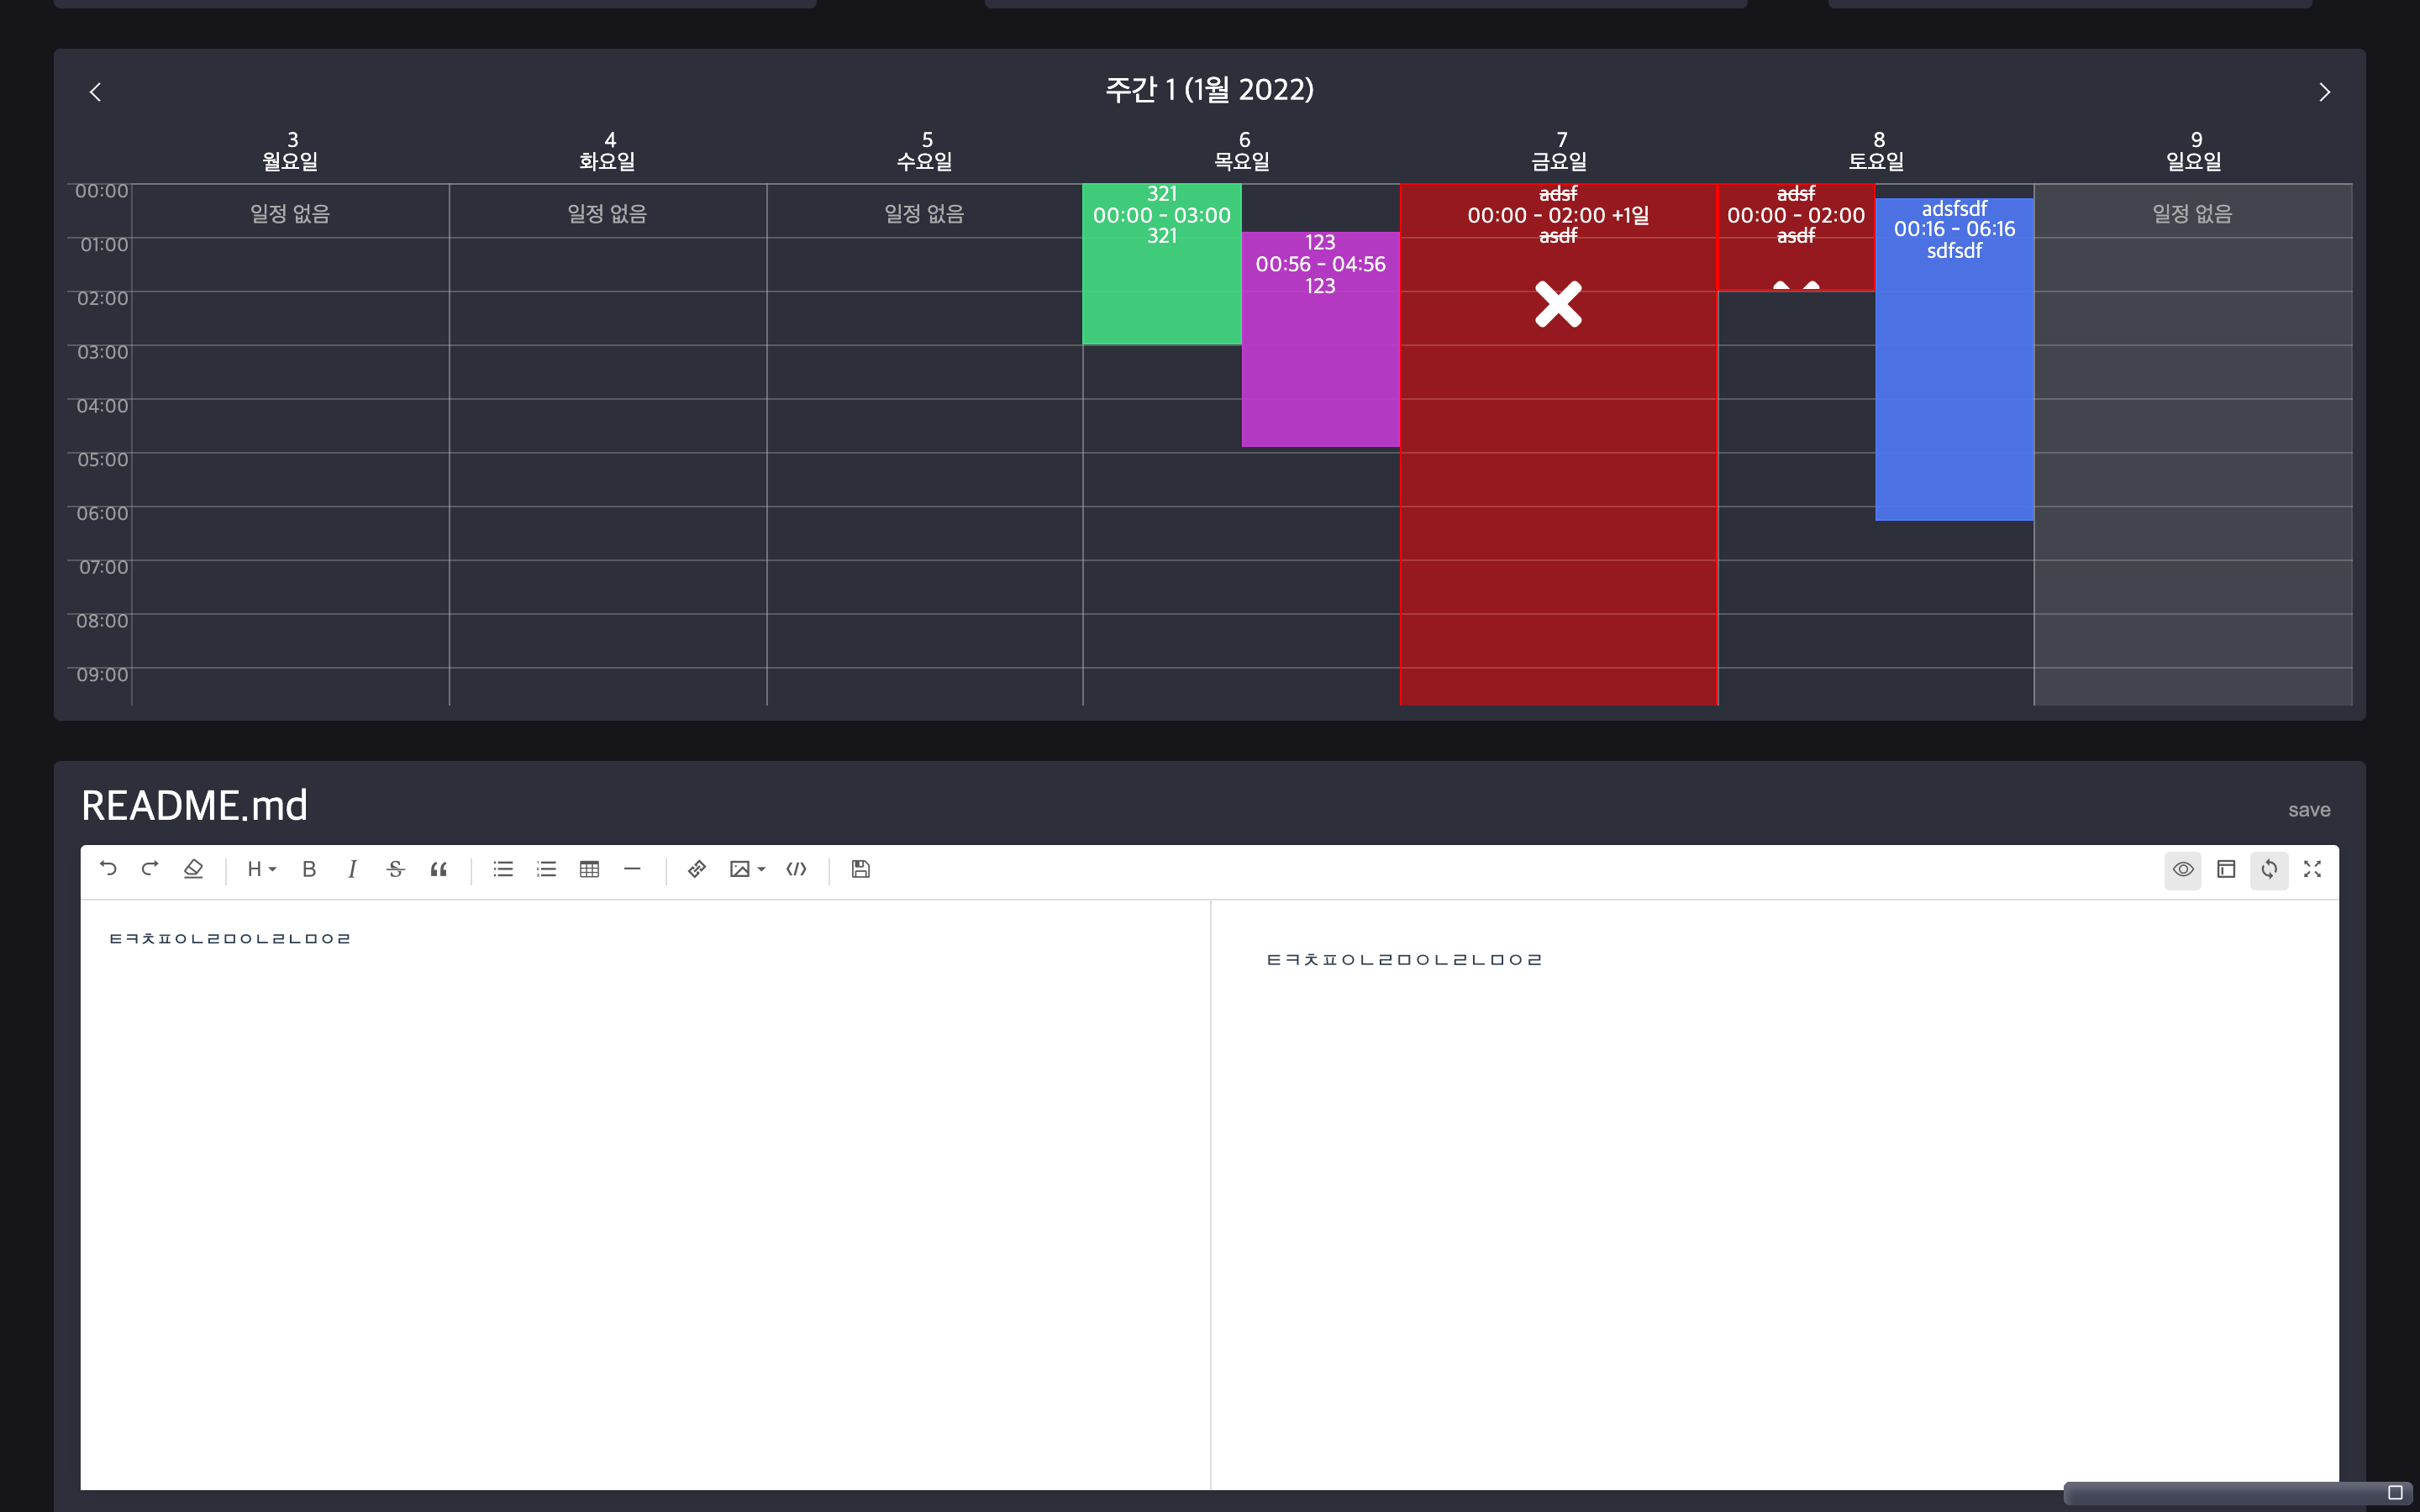 주간 1 (1월 2022)
3
월요일
4
화요일
5
수요일
6
목요일
7
금요일
8
토요일
9
일요일
00:00
01:00
02:00
03:00
04:00
05:00
06:00
07:00
08:00
09:00
일정 없음
일정 없음
일정 없음
321
00:00 - 03:00
321
123
00:56 - 04:56
123
adsf
00:00 - 02:00 +1일
asdf
adsf
00:00 - 02:00
asdf
adsfsdf
00:16 - 06:16
sdfsdf
일정 없음
README.md
save
H B I S
ㅌㅋㅊㅍㅇㄴㄹㅁㅇㄴㄹㄴㅁㅇㄹ
ㅌㅋㅊㅍㅇㄴㄹㅁㅇㄴㄹㄴㅁㅇㄹ